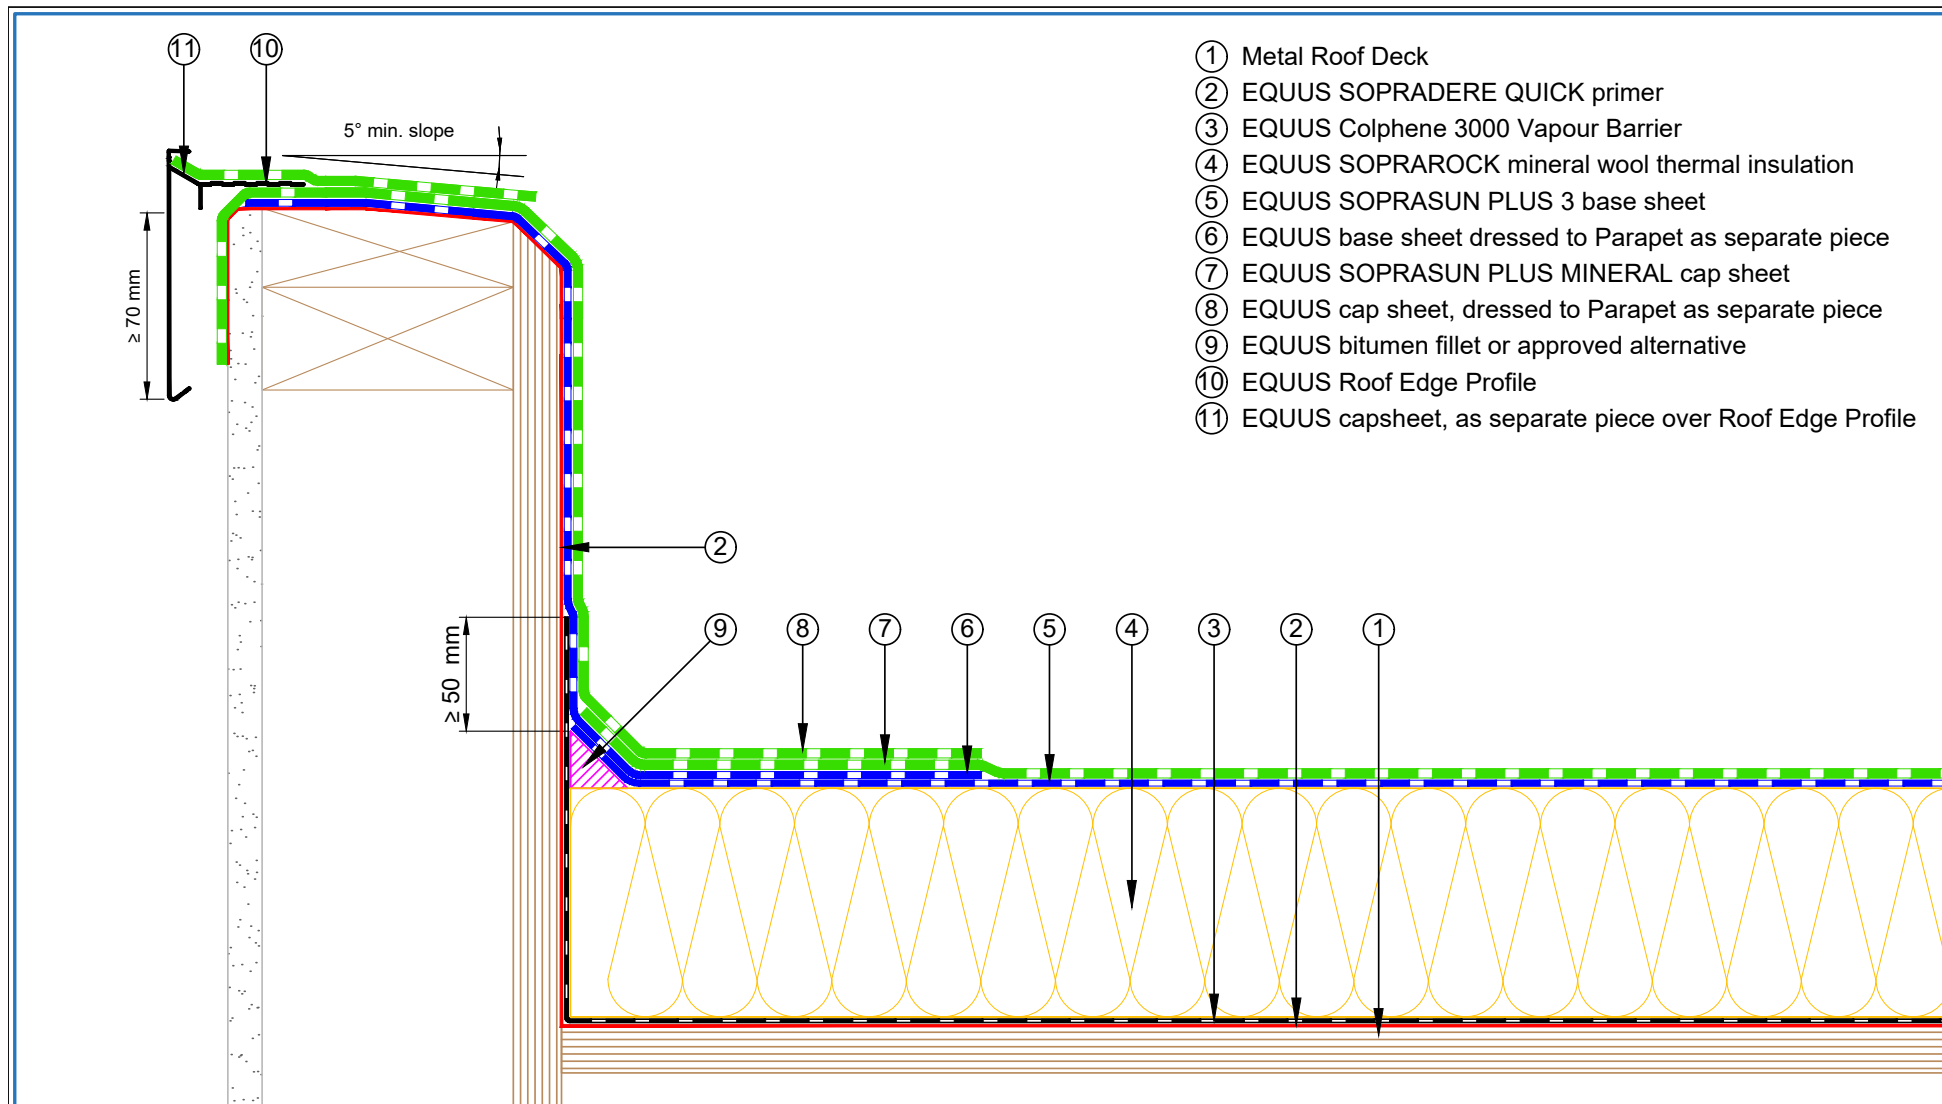 11 10
5° min. slope
≥ 70 mm
1 Metal Roof Deck
2 EQUUS SOPRADERE QUICK primer
3 EQUUS Colphene 3000 Vapour Barrier
4 EQUUS SOPRAROCK mineral wool thermal insulation
5 EQUUS SOPRASUN PLUS 3 base sheet
6 EQUUS base sheet dressed to Parapet as separate piece
7 EQUUS SOPRASUN PLUS MINERAL cap sheet
8 EQUUS cap sheet, dressed to Parapet as separate piece
9 EQUUS bitumen fillet or approved alternative
10 EQUUS Roof Edge Profile
11 EQUUS capsheet, as separate piece over Roof Edge Profile
2
≥ 50 mm
9 8 7 6 5 4 3 2 1